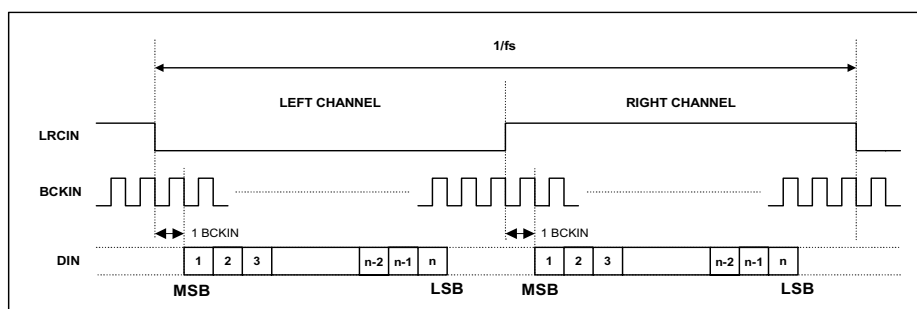 1/fs
LEFT CHANNEL RIGHT CHANNEL
LRCIN
BCKIN
1 BCKIN 1 BCKIN
DIN 1 2 3 n-2 n-1 n 1 2 3 n-2 n-1 n
MSB LSB MSB LSB